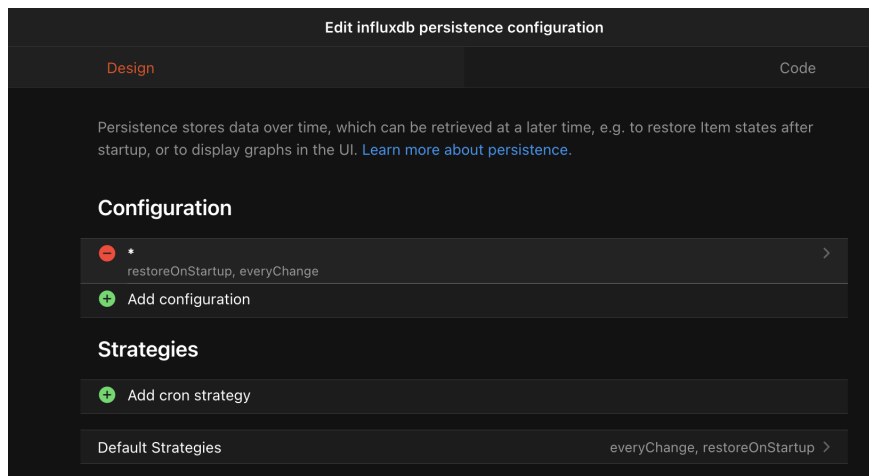 Edit influxdb persistence configuration
Design
Code
Persistence stores data over time, which can be retrieved at a later time, e.g. to restore Item states after
startup, or to display graphs in the UI. Learn more about persistence.
Configuration
*
restoreOnStartup, everyChange
Add configuration
Strategies
Add cron strategy
Default Strategies
everyChange, restoreOnStartup